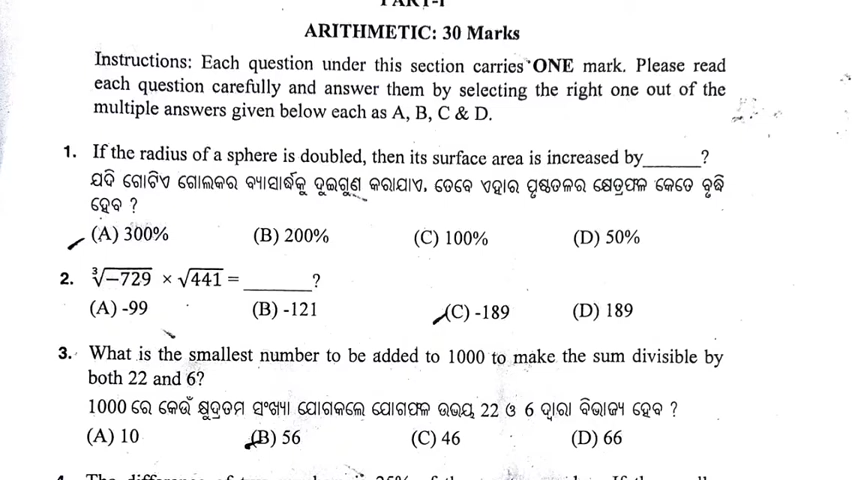 PART-I
ARITHMETIC: 30 Marks
Instructions: Each question under this section carries ONE mark. Please read
each question carefully and answer them by selecting the right one out of the
multiple answers given below each as A, B, C & D.
1. If the radius of a sphere is doubled, then its surface area is increased by______?
ଯଦି ଗୋଟିଏ ଗୋଲକର ବ୍ୟାସାର୍ଦ୍ଧକୁ ଦୁଇଗୁଣ କରାଯାଏ, ତେବେ ଏହାର ପୃଷ୍ଠତଳର କ୍ଷେତ୍ରଫଳ କେତେ ବୃଦ୍ଧି
ହେବ ?
(A) 300% (B) 200% (C) 100% (D) 50%
2. ∛-729 × √441 = _______?
(A) -99 (B) -121 (C) -189 (D) 189
3. What is the smallest number to be added to 1000 to make the sum divisible by
both 22 and 6?
1000 ରେ କେଉଁ କ୍ଷୁଦ୍ରତମ ସଂଖ୍ୟା ଯୋଗକଲେ ଯୋଗଫଳ ଉଭୟ 22 ଓ 6 ଦ୍ୱାରା ବିଭାଜ୍ୟ ହେବ ?
(A) 10 (B) 56 (C) 46 (D) 66